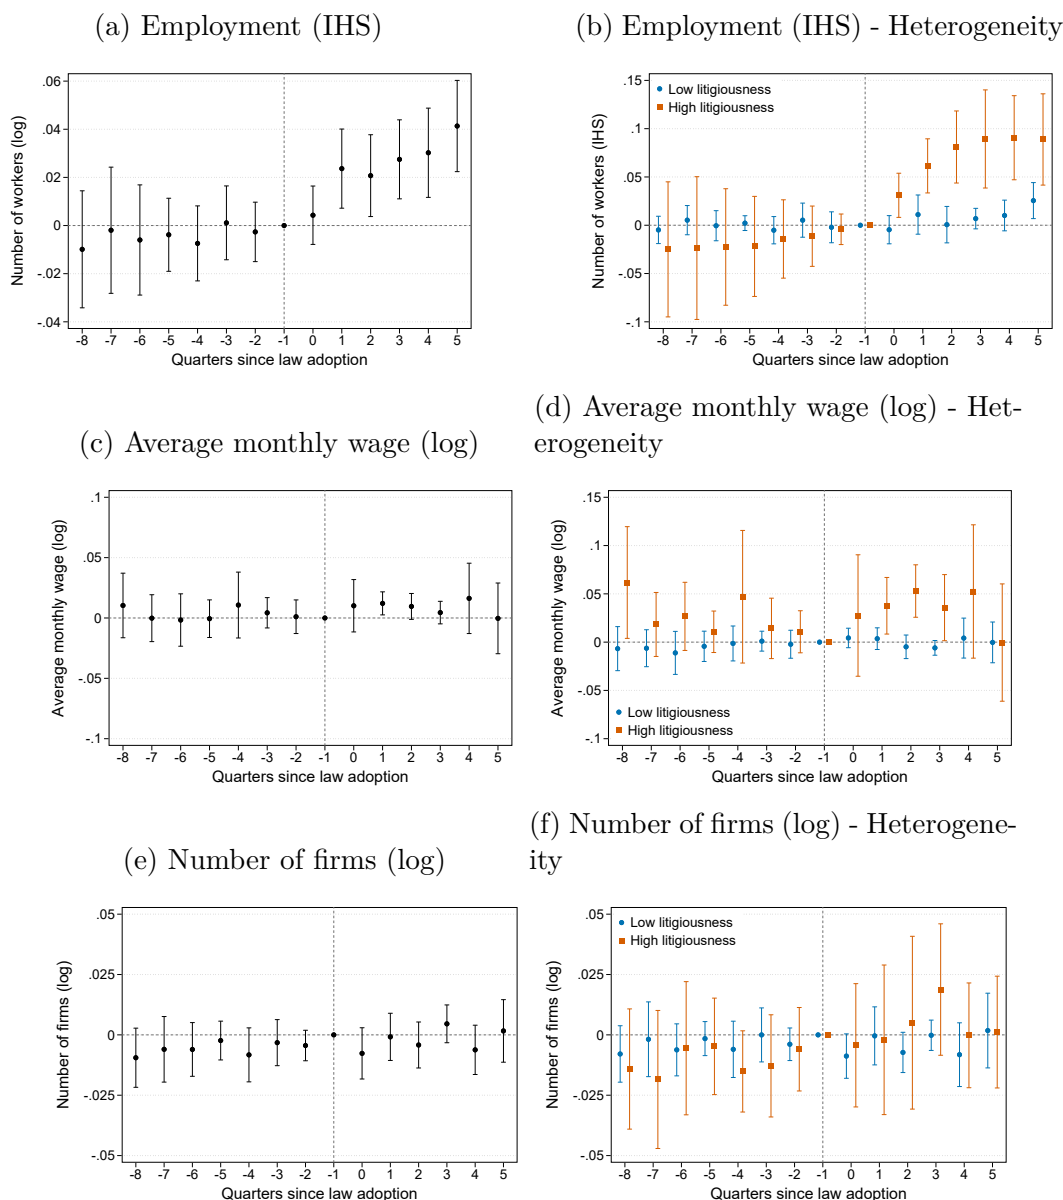 (a) Employment (IHS)
.06
.04
.02
0
-.02
-.04
Number of workers (log)
-8 -7 -6 -5 -4 -3 -2 -1 0 1 2 3 4 5
Quarters since law adoption
(b) Employment (IHS) - Heterogeneity
Low litigiousness
High litigiousness
.15
.1
.05
0
-.05
-.1
Number of workers (IHS)
-8 -7 -6 -5 -4 -3 -2 -1 0 1 2 3 4 5
Quarters since law adoption
(c) Average monthly wage (log)
.1
.05
0
-.05
-.1
Average monthly wage (log)
-8 -7 -6 -5 -4 -3 -2 -1 0 1 2 3 4 5
Quarters since law adoption
(d) Average monthly wage (log) - Het-
erogeneity
.15
.1
.05
0
-.05
-.1
Average monthly wage (log)
Low litigiousness
High litigiousness
-8 -7 -6 -5 -4 -3 -2 -1 0 1 2 3 4 5
Quarters since law adoption
(e) Number of firms (log)
.05
.025
0
-.025
-.05
Number of firms (log)
-8 -7 -6 -5 -4 -3 -2 -1 0 1 2 3 4 5
Quarters since law adoption
(f) Number of firms (log) - Heterogene-
ity
Low litigiousness
High litigiousness
.05
.025
0
-.025
-.05
Number of firms (log)
-8 -7 -6 -5 -4 -3 -2 -1 0 1 2 3 4 5
Quarters since law adoption